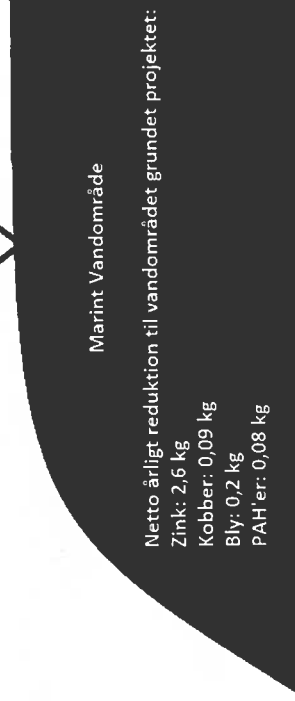 Marint Vandområde
Netto årligt reduktion til vandområdet grundet projektet:
Zink: 2,6 kg
Kobber: 0,09 kg
Bly: 0,2 kg
PAH'er: 0,08 kg